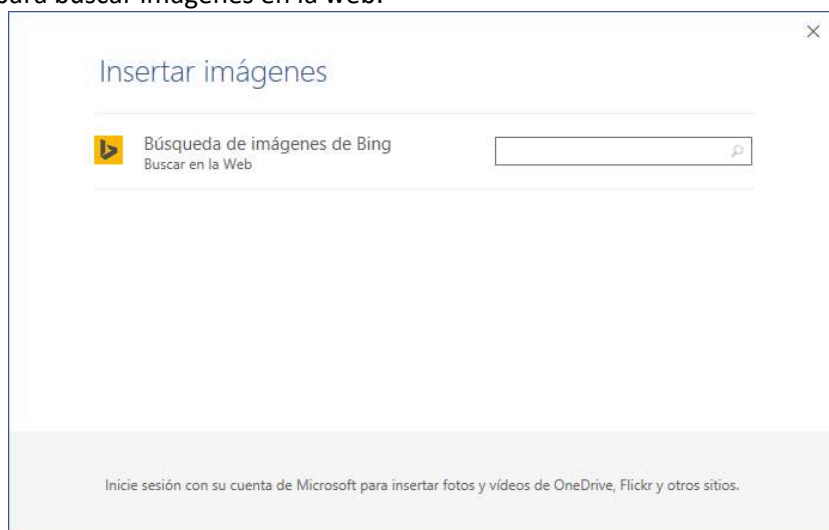 para buscar imágenes en la web.
Insertar imágenes
Búsqueda de imágenes de Bing
Buscar en la Web
Inicie sesión con su cuenta de Microsoft para insertar fotos y vídeos de OneDrive, Flickr y otros sitios.